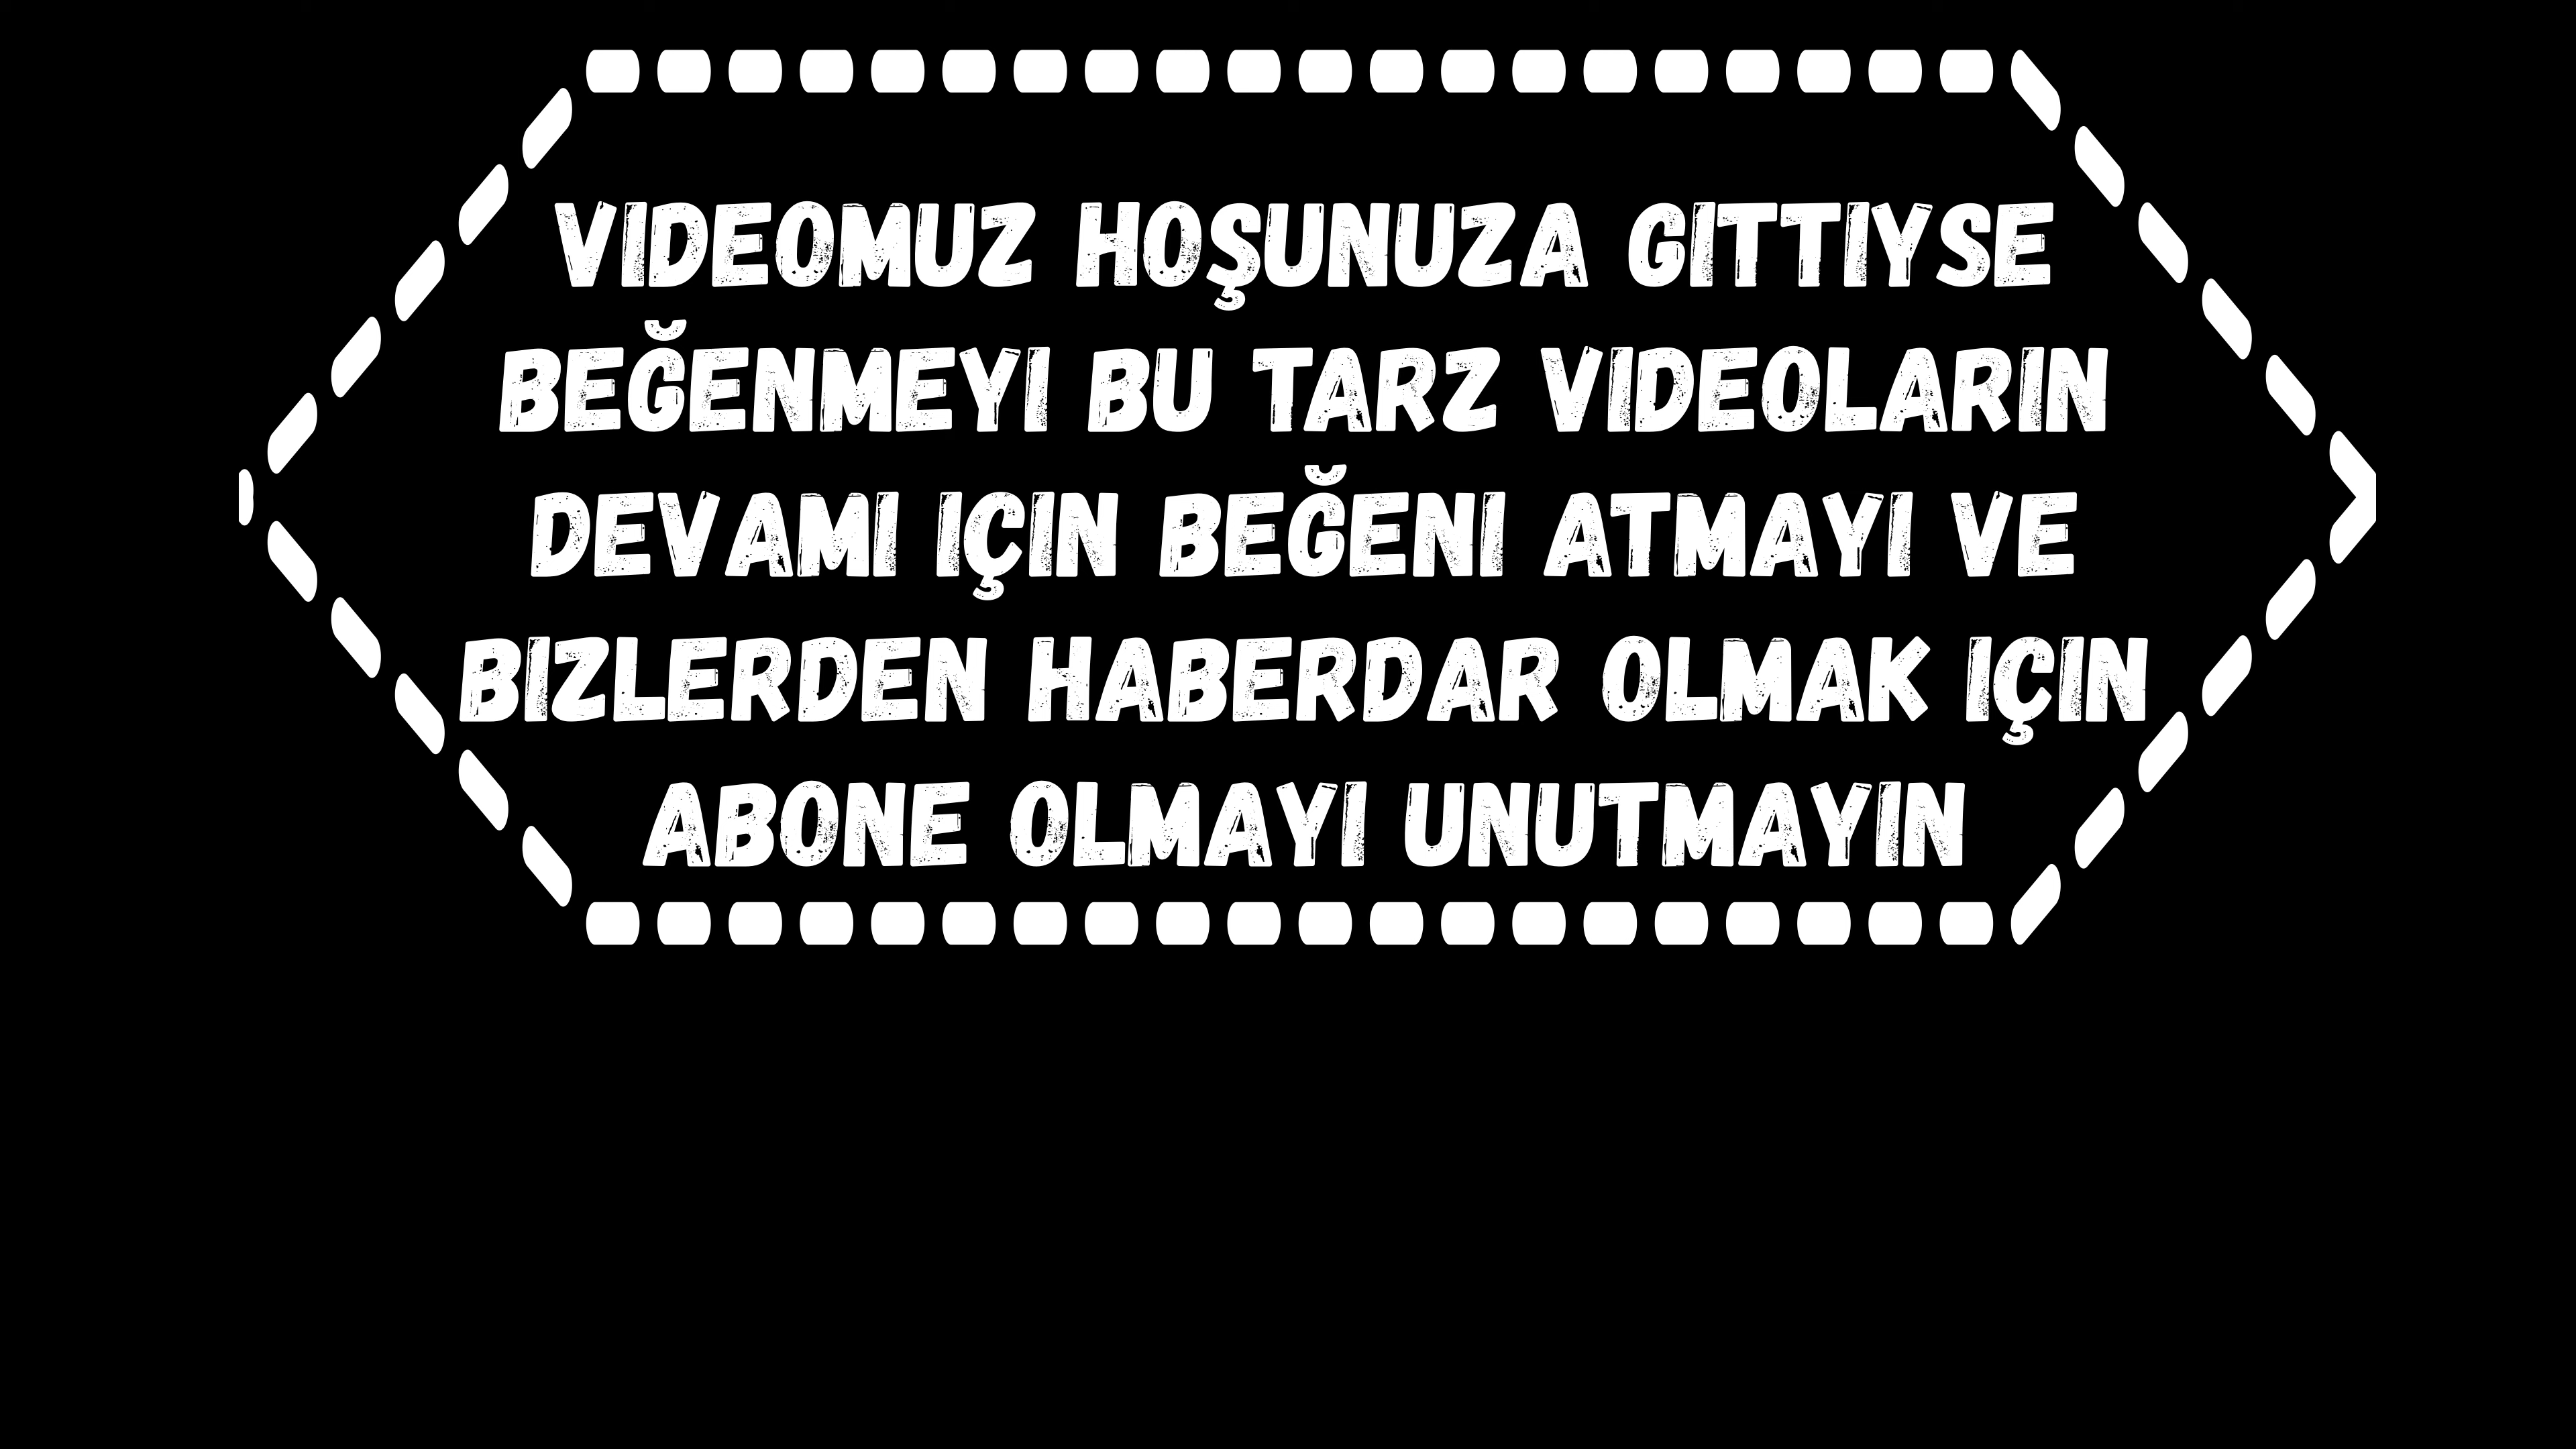 VIDEOMUZ HOŞUNUZA GITTIYSE
BEĞENMEYI BU TARZ VIDEOLARIN
DEVAMI IÇIN BEĞENI ATMAYI VE
BIZLERDEN HABERDAR OLMAK IÇIN
ABONE OLMAYI UNUTMAYIN